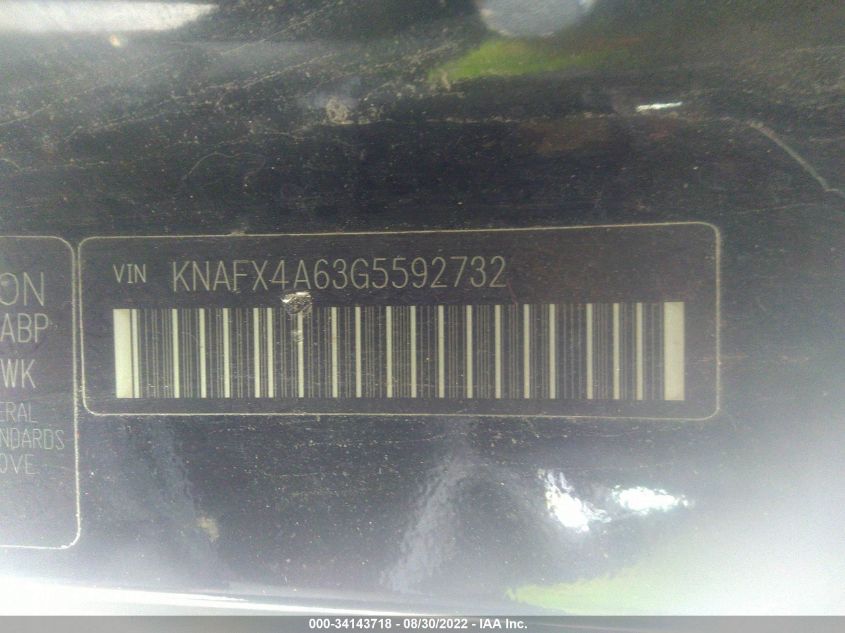 VIN KNAFX4A63G5592732
ON
ABP
WK
ERAL
NDARDS
OVE
000-34143718 - 08/30/2022 - IAA Inc.